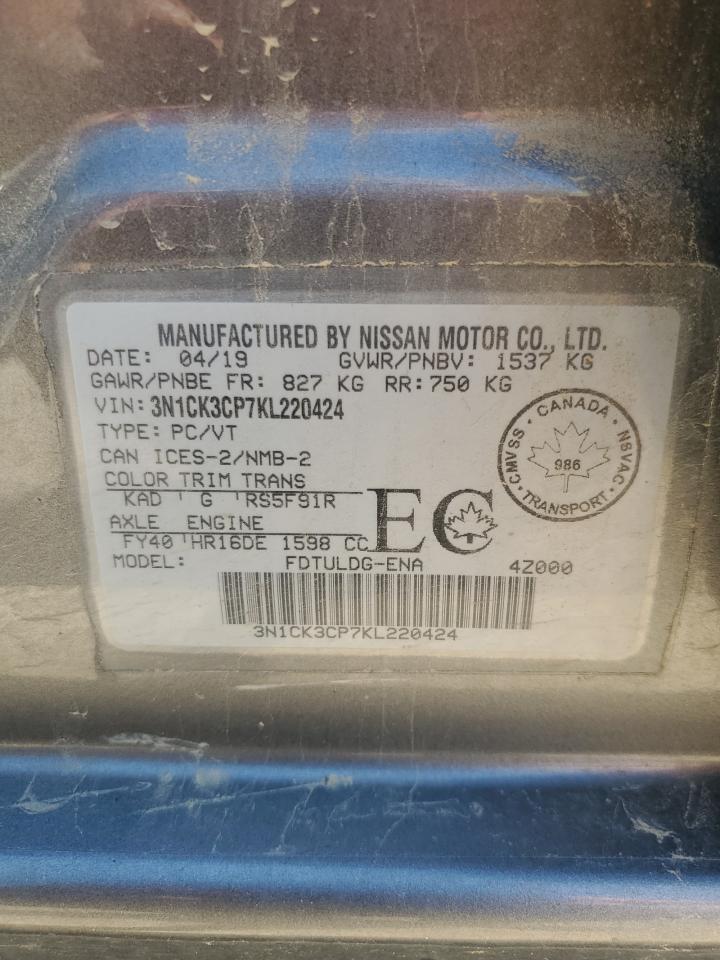 MANUFACTURED BY NISSAN MOTOR CO., LTD.
DATE: 04/19 GVWR/PNBV: 1537 KG
GAWR/PNBE FR: 827 KG RR:750 KG
VIN: 3N1CK3CP7KL220424
TYPE: PC/VT
CAN ICES-2/NMB-2
COLOR TRIM TRANS
KAD G RS5F91R
AXLE ENGINE
FY40 HR16DE 1598 CC
MODEL: FDTULDG-ENA 4Z000
3N1CK3CP7KL220424
EC
CANADA
CMVSS
NSVAC
986
TRANSPORT